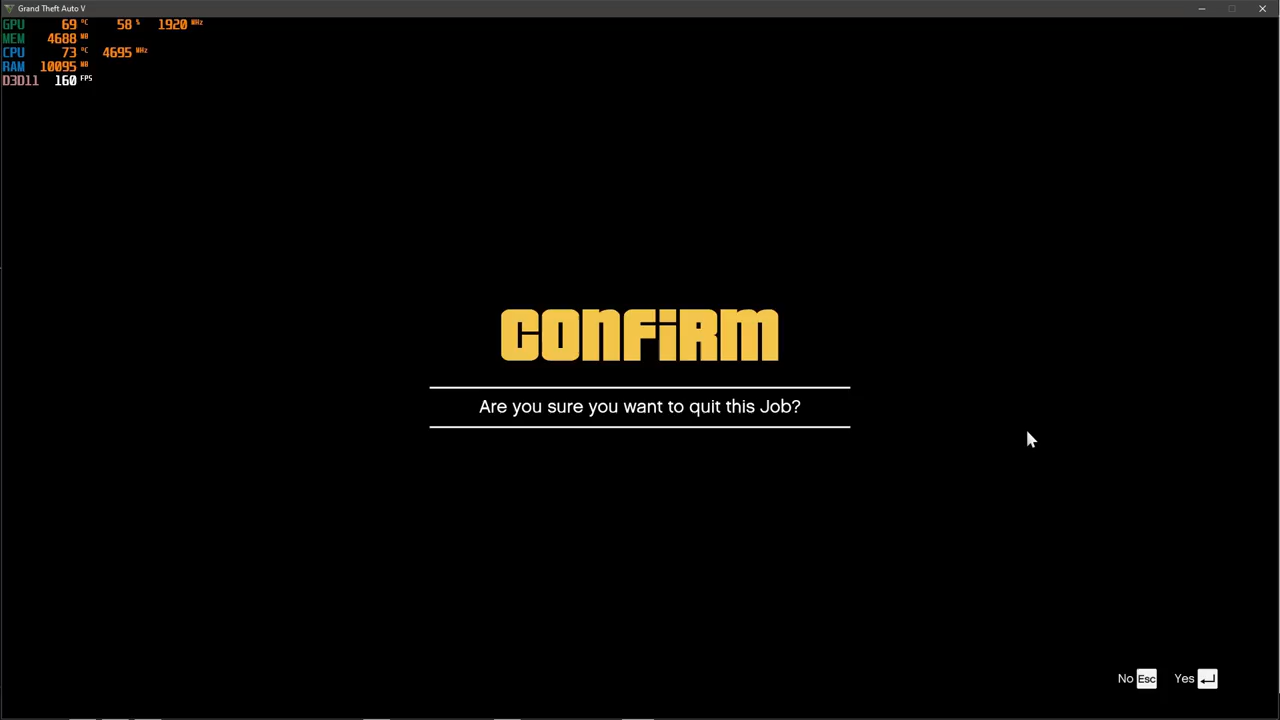 Grand Theft Auto V
GPU 69 °C 58 % 1920 MHz
MEM 4688 MB
CPU 73 °C 4695 MHz
RAM 10095 MB
D3D11 160 FPS
CONFiRM
Are you sure you want to quit this Job?
No Esc Yes